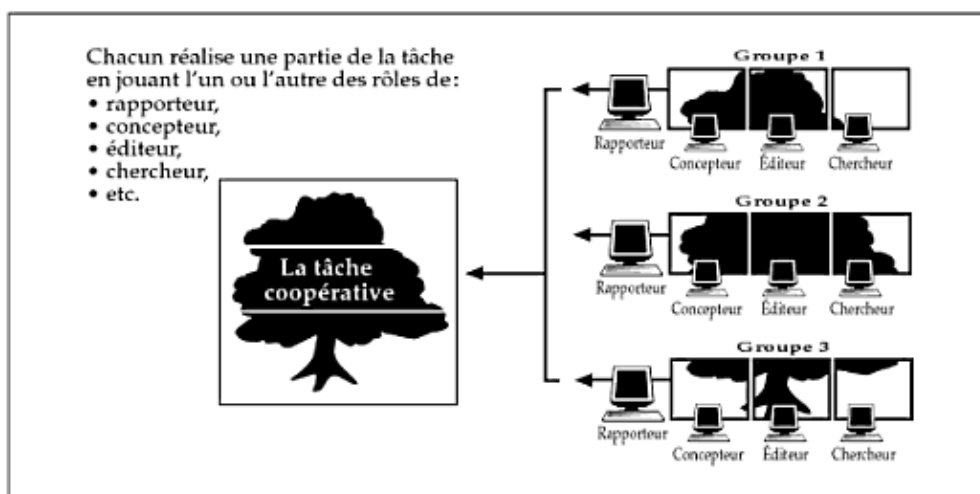 Chacun réalise une partie de la tâche
en jouant l'un ou l'autre des rôles de :
• rapporteur,
• concepteur,
• éditeur,
• chercheur,
• etc.
La tâche
coopérative
Groupe 1
Rapporteur
Concepteur Éditeur Chercheur
Groupe 2
Rapporteur
Concepteur Éditeur Chercheur
Groupe 3
Rapporteur
Concepteur Éditeur Chercheur